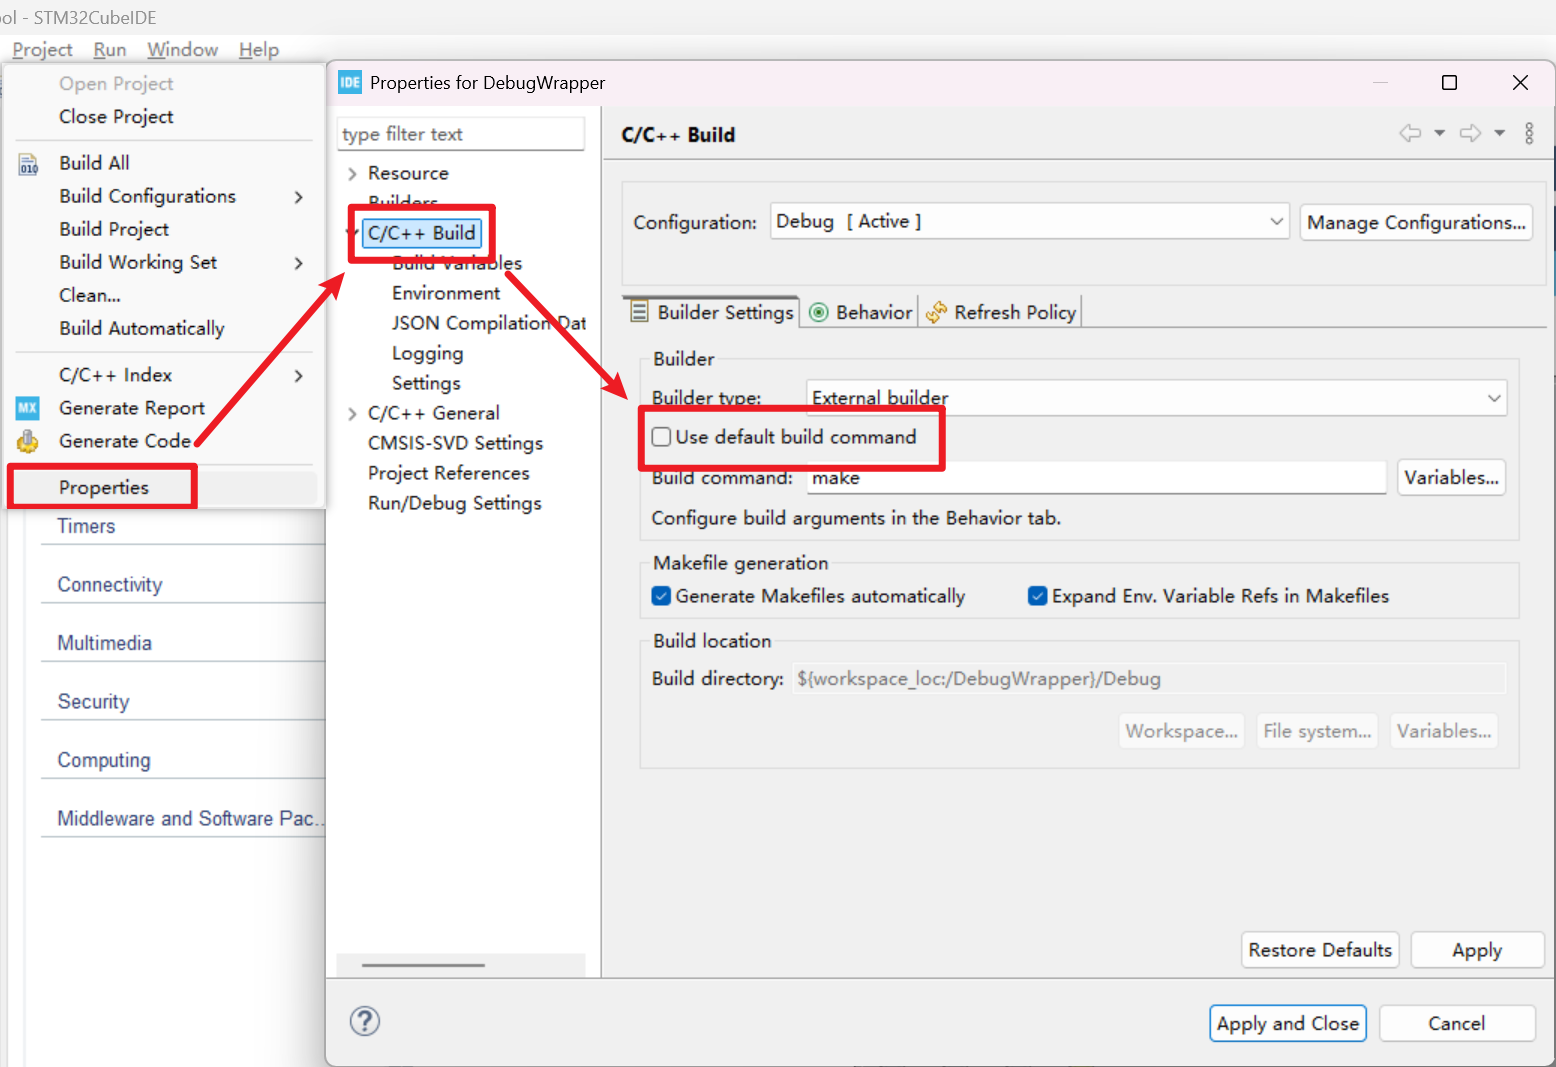 ool - STM32CubeIDE
Project Run Window Help
Open Project
Close Project
Build All
Build Configurations
Build Project
Build Working Set
Clean...
Build Automatically
C/C++ Index
MX Generate Report
Generate Code
Properties
Timers
Connectivity
Multimedia
Security
Computing
Middleware and Software Pac...
IDE Properties for DebugWrapper
type filter text
Resource
Builders
C/C++ Build
Build Variables
Environment
JSON Compilation Dat
Logging
Settings
C/C++ General
CMSIS-SVD Settings
Project References
Run/Debug Settings
C/C++ Build
Configuration: Debug [ Active ] Manage Configurations...
Builder Settings Behavior Refresh Policy
Builder
Builder type: External builder
Use default build command
Build command: make Variables...
Configure build arguments in the Behavior tab.
Makefile generation
Generate Makefiles automatically Expand Env. Variable Refs in Makefiles
Build location
Build directory: ${workspace_loc:/DebugWrapper}/Debug
Workspace... File system... Variables...
Restore Defaults Apply
? Apply and Close Cancel